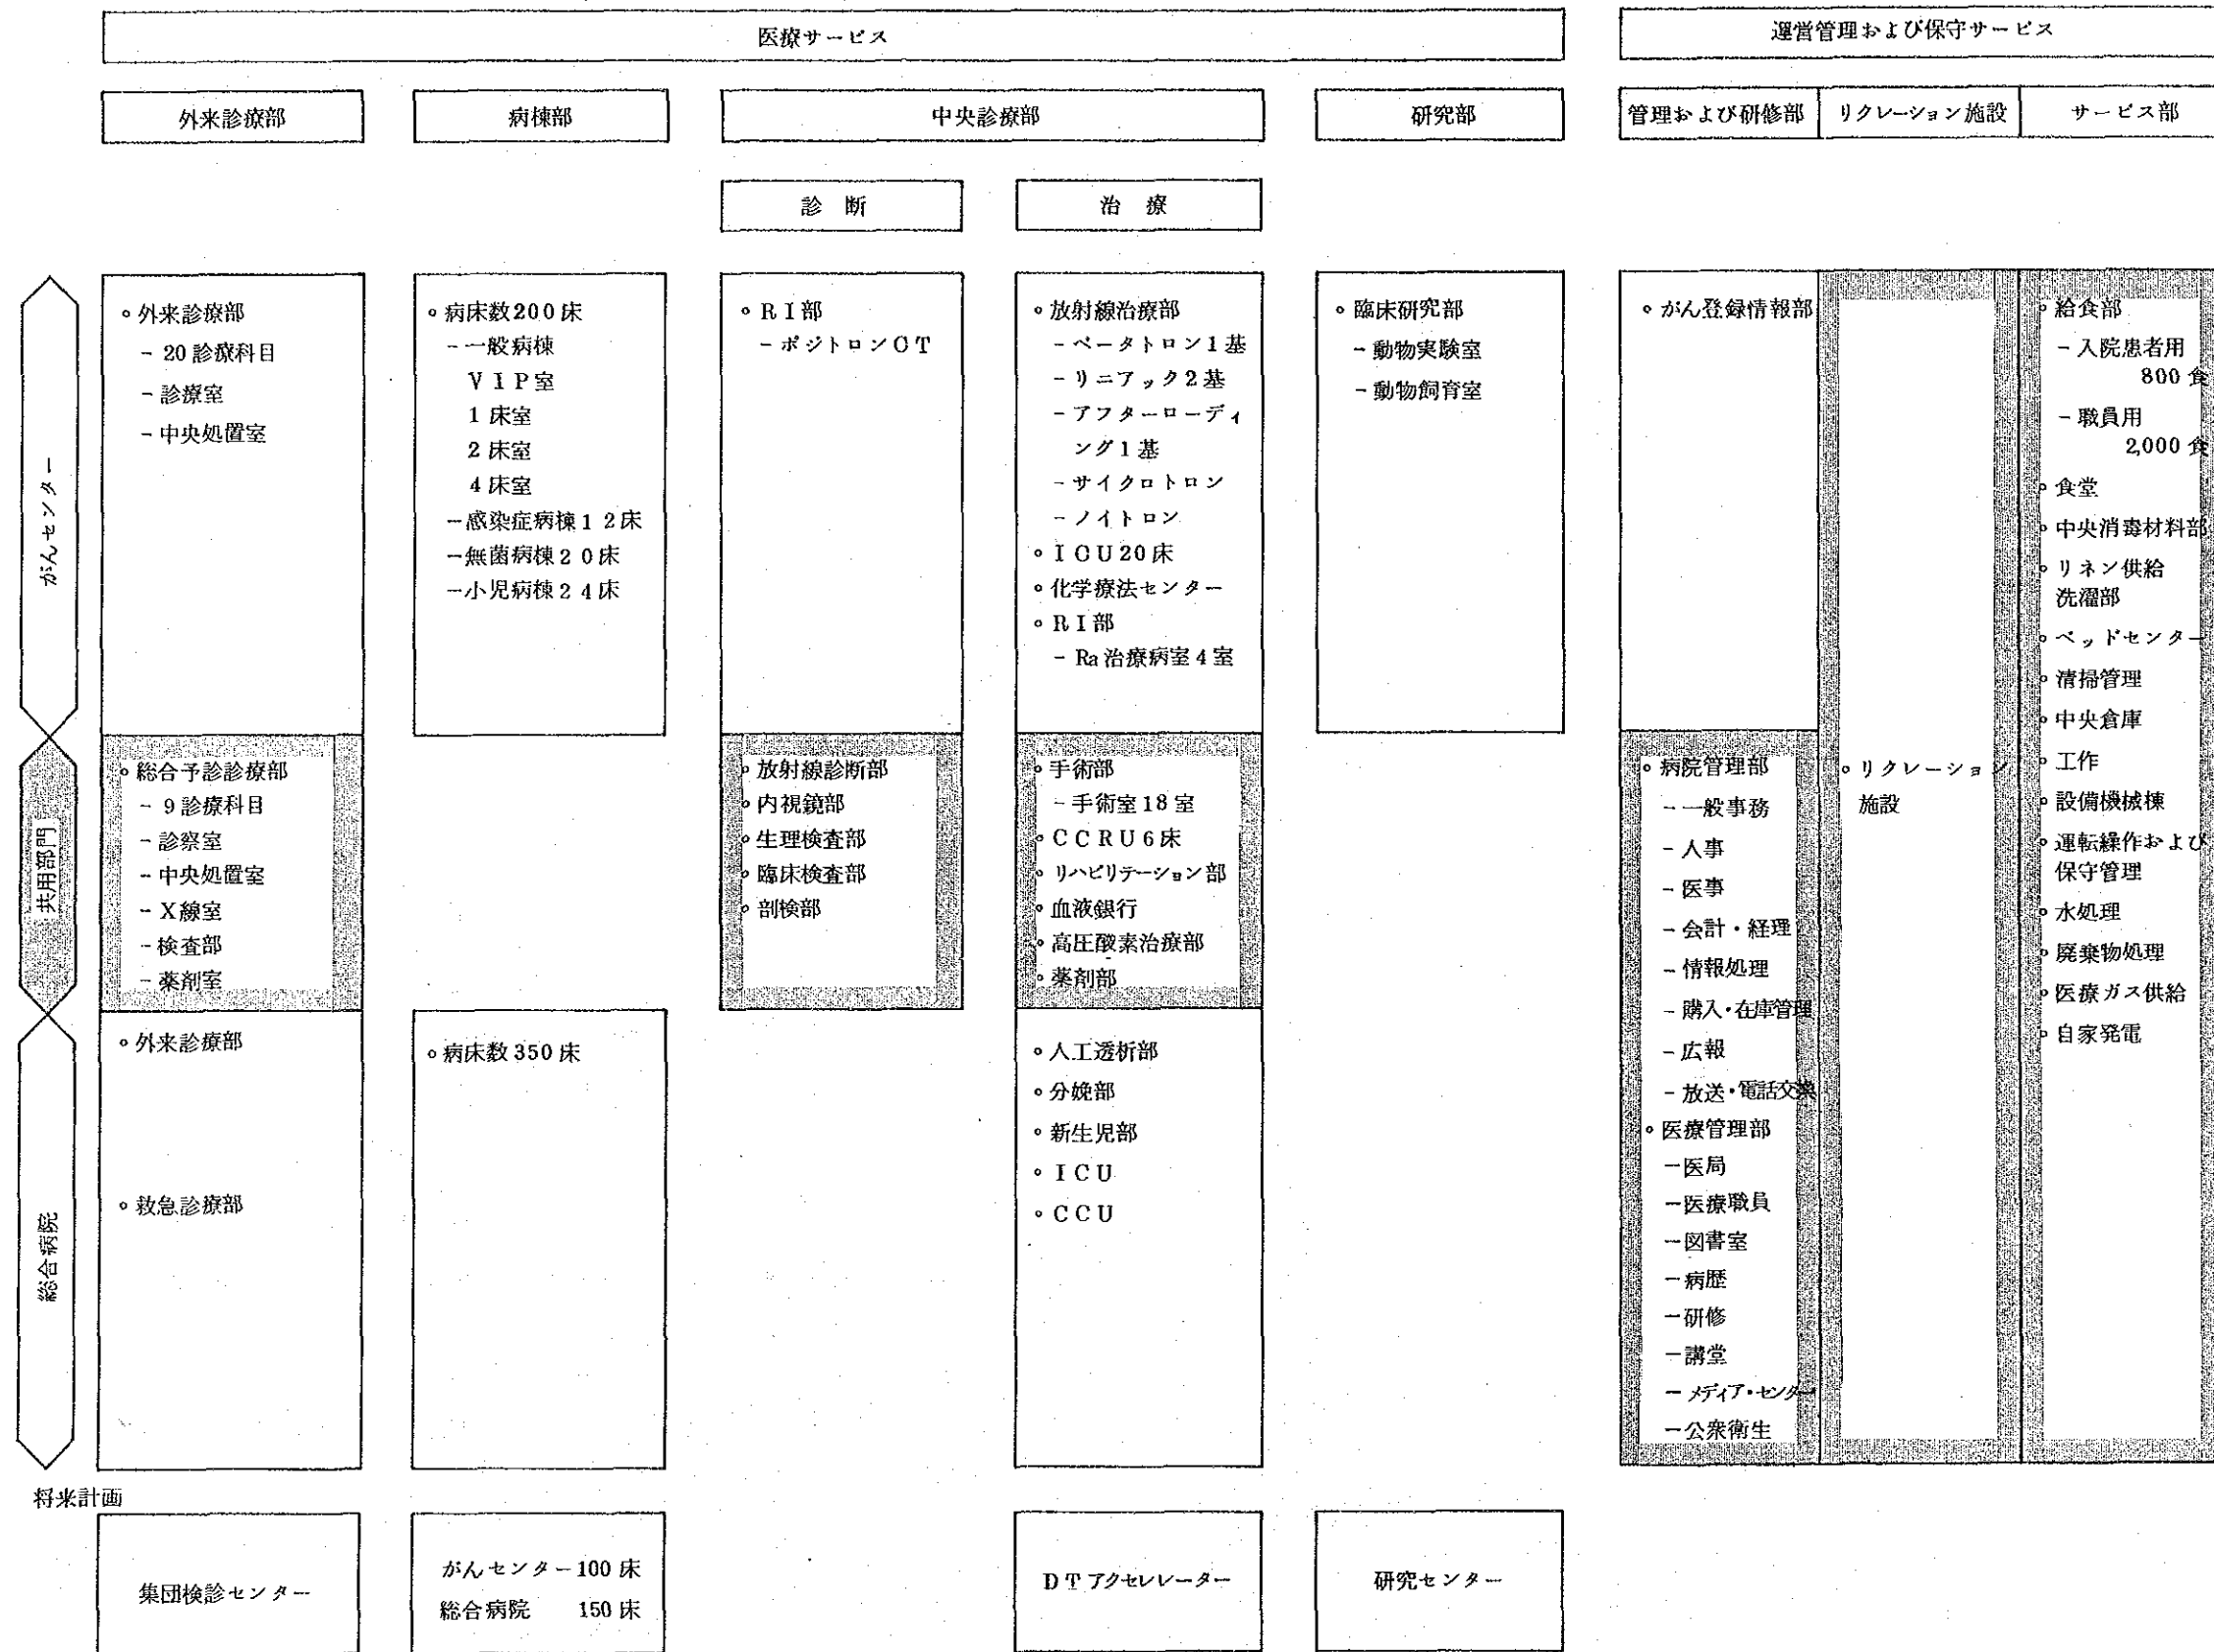 医療サービス
運営管理および保守サービス
外来診療部
病棟部
中央診療部
研究部
管理および研修部
リクレーション施設
サービス部
診 断
治 療
がんセンター
。外来診療部
- 20 診療科目
- 診療室
- 中央処置室
。病床数200床
- 一般病棟
VIP室
1床室
2床室
4床室
-感染症病棟12床
-無菌病棟20床
-小児病棟24床
。RI部
- ポジトロンCT
。放射線治療部
- ベータトロン1基
- リニアック2基
- アフターローディ
ング1基
- サイクロトロン
- ノイトロン
。ICU20床
。化学療法センター
。RI部
- Ra治療病室4室
。臨床研究部
- 動物実験室
- 動物飼育室
。がん登録情報部
。給食部
- 入院患者用
800食
- 職員用
2,000食
。食堂
。中央消毒材料部
。リネン供給
洗濯部
。ベッドセンター
。清掃管理
。中央倉庫
。工作
。設備機械棟
。運転操作および
保守管理
。水処理
。廃棄物処理
。医療ガス供給
。自家発電
共用部門
。総合予診診療部
- 9診療科目
- 診察室
- 中央処置室
- X線室
- 検査部
- 薬剤室
。放射線診断部
。内視鏡部
。生理検査部
。臨床検査部
。剖検部
。手術部
- 手術室18室
。CCRU6床
。リハビリテーション部
。血液銀行
。高圧酸素治療部
。薬剤部
。病院管理部
- 一般事務
- 人事
- 医事
- 会計・経理
- 情報処理
- 購入・在庫管理
- 広報
- 放送・電話交換
。医療管理部
-医局
-医療職員
-図書室
-病歴
-研修
-講堂
-メディア・センター
-公衆衛生
。リクレーション
施設
総合病院
。外来診療部
。救急診療部
。病床数350床
。人工透析部
。分娩部
。新生児部
。ICU
。CCU
将来計画
集団検診センター
がんセンター 100床
総合病院 150床
DTアクセレレーター
研究センター